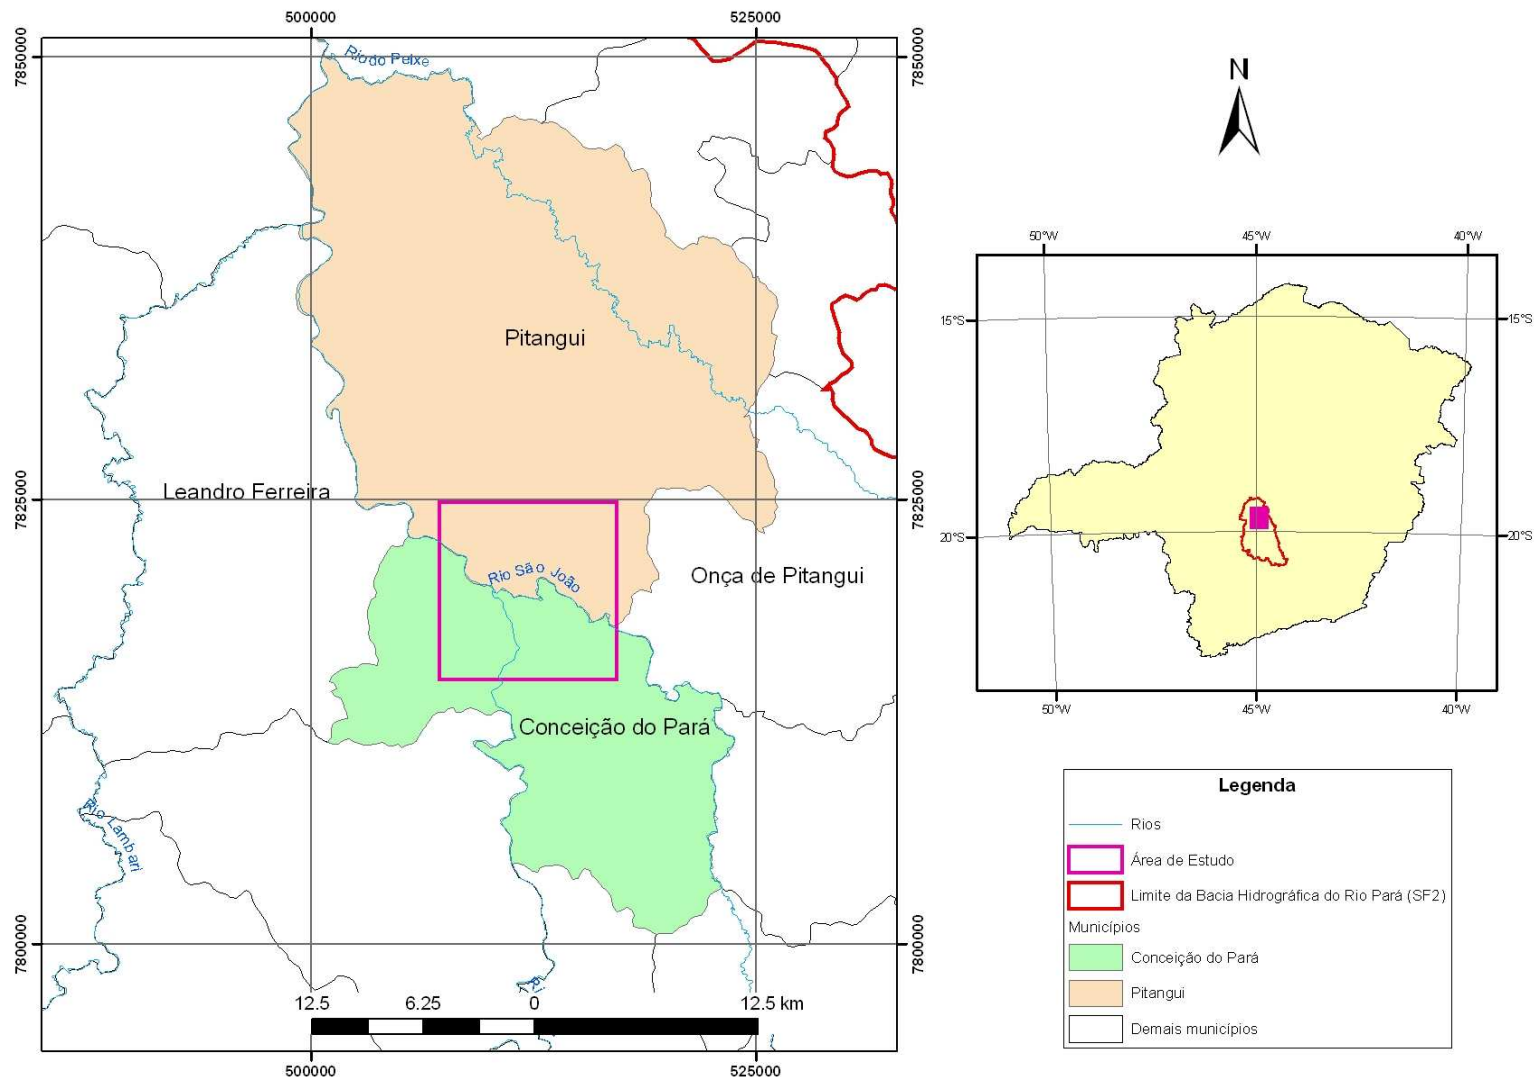 500000
525000
7850000
7850000
Rio do Peixe
N
50°W
45°W
40°W
15°S
15°S
Pitangui
Leandro Ferreira
7825000
7825000
20°S
20°S
Rio São João
Onça de Pitangui
50°W
45°W
40°W
Conceição do Pará
Legenda
Rios
Área de Estudo
Limite da Bacia Hidrográfica do Rio Pará (SF2)
Municípios
Conceição do Pará
Pitangui
Demais municípios
Rio Lambari
7800000
7800000
12.5
6.25
0
12.5 km
500000
525000